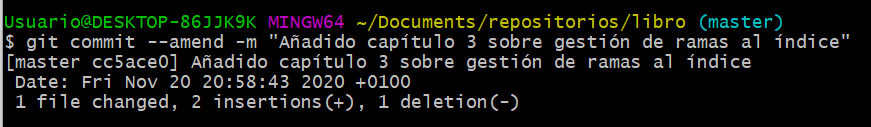 Usuario@DESKTOP-86JJK9K MINGW64 ~/Documents/repositorios/libro (master)
$ git commit --amend -m "Añadido capítulo 3 sobre gestión de ramas al índice"
[master cc5ace0] Añadido capítulo 3 sobre gestión de ramas al índice
 Date: Fri Nov 20 20:58:43 2020 +0100
 1 file changed, 2 insertions(+), 1 deletion(-)